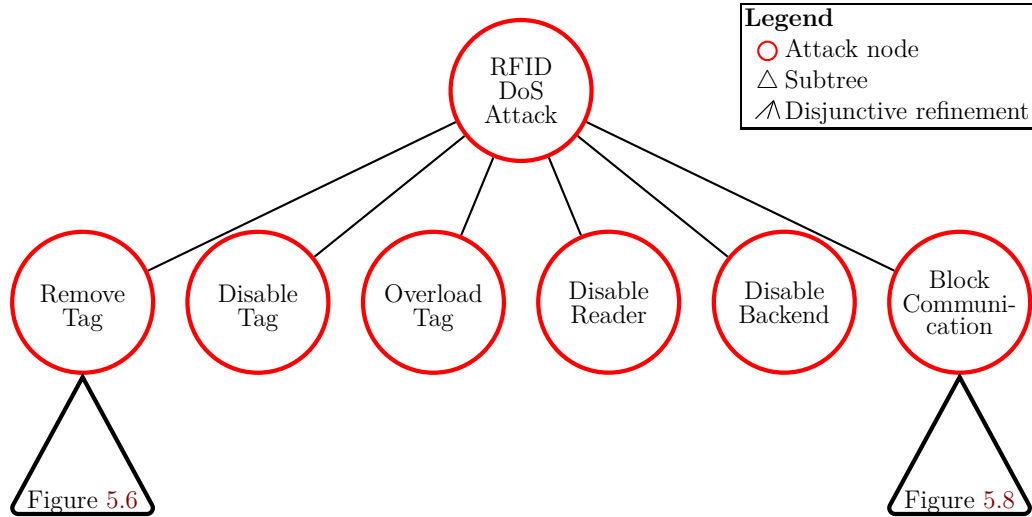 Legend
Attack node
Subtree
Disjunctive refinement
RFID
DoS
Attack
Remove
Tag
Disable
Tag
Overload
Tag
Disable
Reader
Disable
Backend
Block
Communi-
cation
Figure 5.6
Figure 5.8